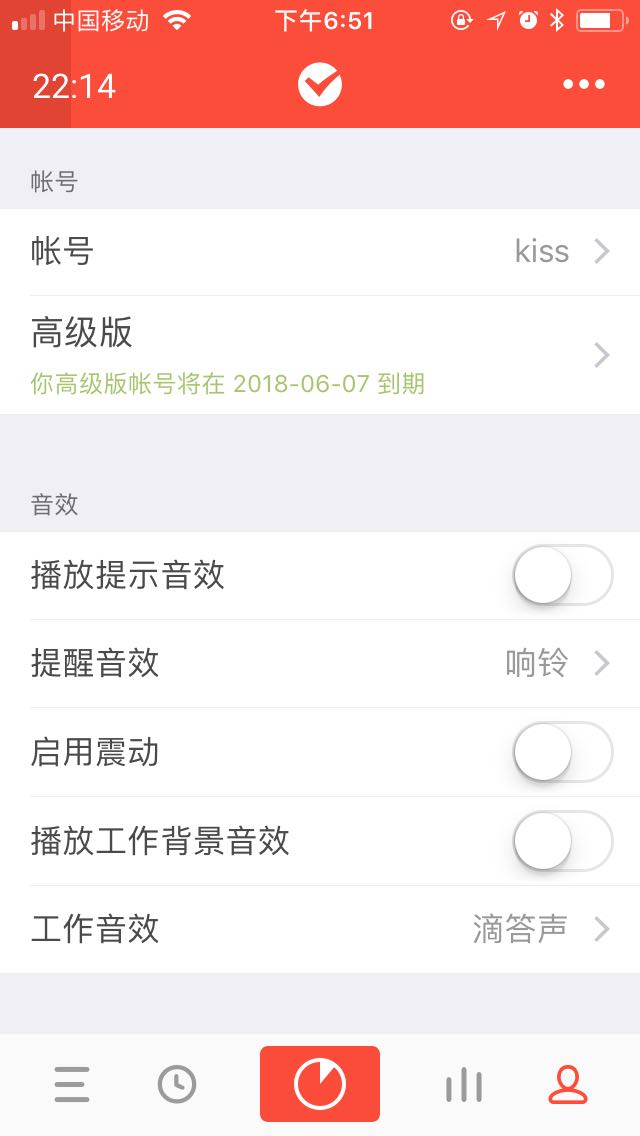 中国移动 下午6:51
22:14
帐号
帐号 kiss
高级版
你高级版帐号将在 2018-06-07 到期
音效
播放提示音效
提醒音效 响铃
启用震动
播放工作背景音效
工作音效 滴答声